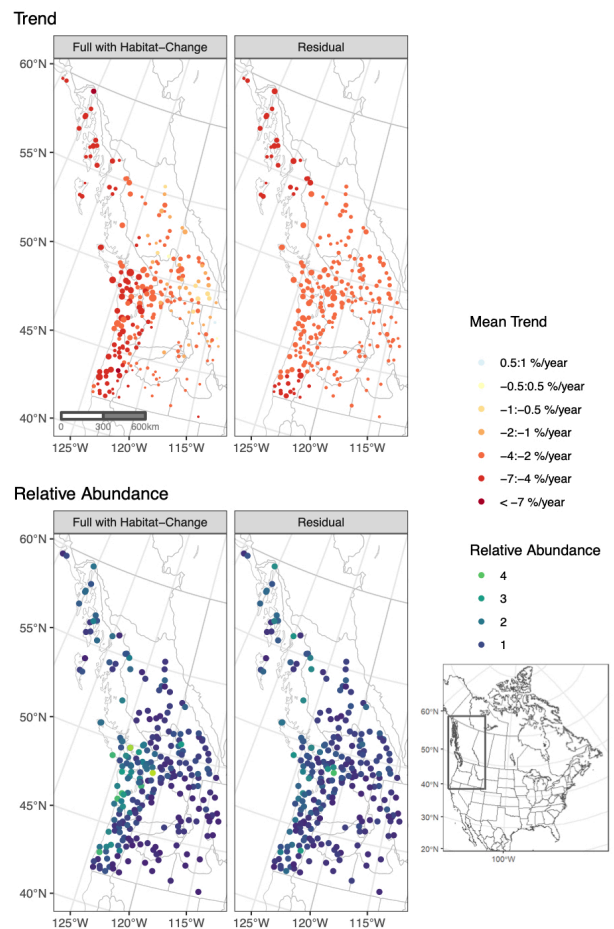 Trend
Full with Habitat−Change
Residual
60°N
55°N
50°N
45°N
40°N
0 300 600km
125°W 120°W 115°W
125°W 120°W 115°W
Mean Trend
0.5:1 %/year
−0.5:0.5 %/year
−1:−0.5 %/year
−2:−1 %/year
−4:−2 %/year
−7:−4 %/year
< −7 %/year
Relative Abundance
Full with Habitat−Change
Residual
60°N
55°N
50°N
45°N
40°N
125°W 120°W 115°W
125°W 120°W 115°W
Relative Abundance
4
3
2
1
60°N
50°N
40°N
30°N
20°N
100°W